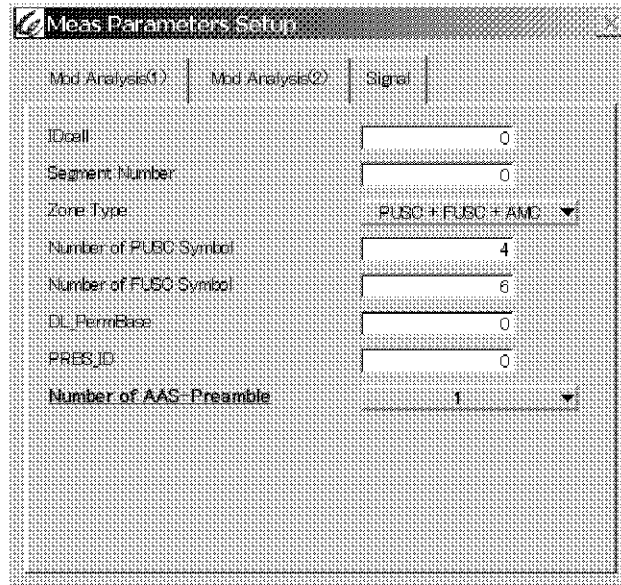 Meas Parameters Setup
Mod Analysis(1) Mod Analysis(2) Signal
IDcell 0
Segment Number 0
Zone Type PUSC + FUSC + AMC
Number of PUSC Symbol 4
Number of FUSC Symbol 6
DL_PermBase 0
PRBS_ID 0
Number of AAS-Preamble 1